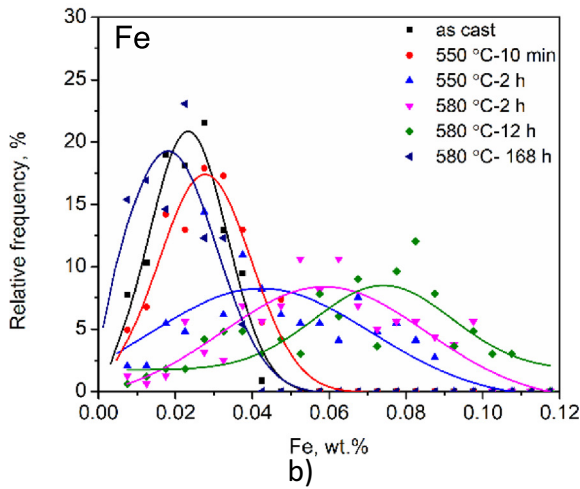 Fe
as cast
550 °C-10 min
550 °C-2 h
580 °C-2 h
580 °C-12 h
580 °C- 168 h
Relative frequency, %
30
25
20
15
10
5
0
0.00 0.02 0.04 0.06 0.08 0.10 0.12
Fe, wt.%
b)